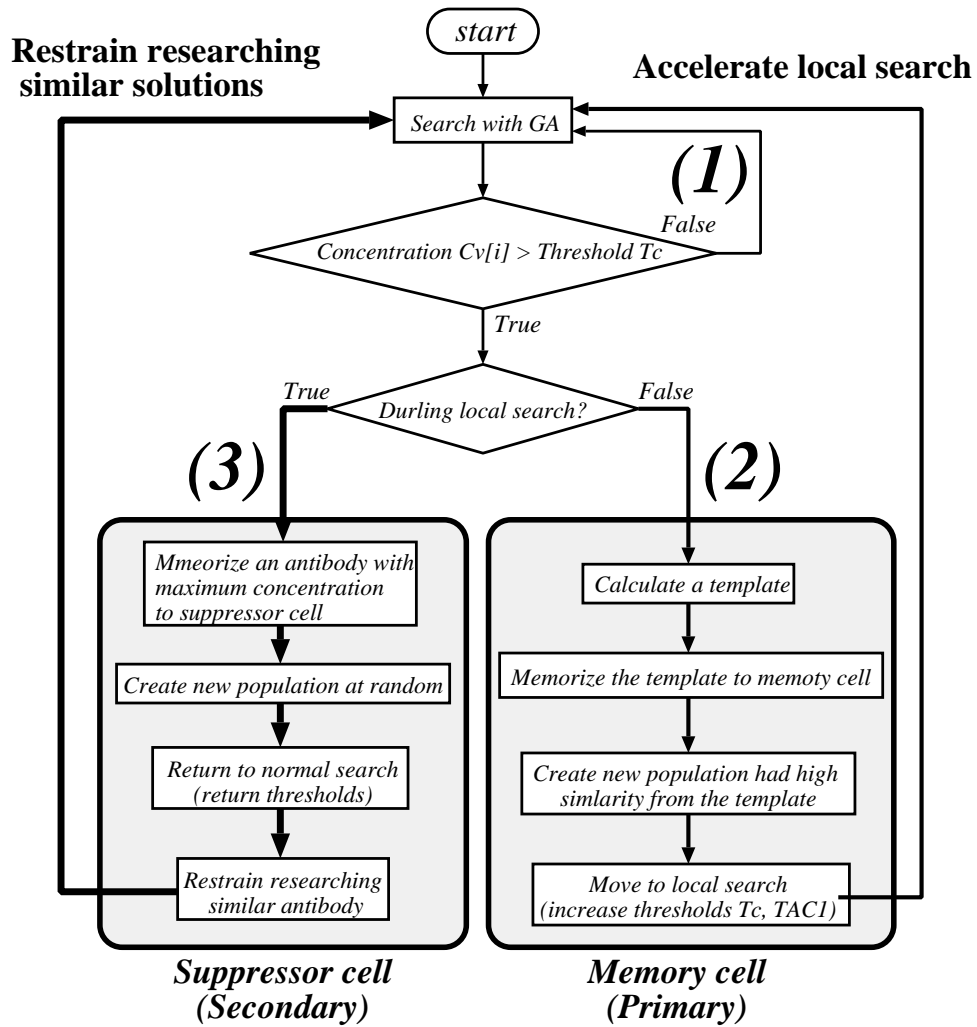 start
Restrain researching
similar solutions
Accelerate local search
Search with GA
(1)
False
Concentration Cv[i] > Threshold Tc
True
True
False
Durling local search?
(3)
(2)
Mmeorize an antibody with
maximum concentration
to suppressor cell
Create new population at random
Return to normal search
(return thresholds)
Restrain researching
similar antibody
Suppressor cell
(Secondary)
Calculate a template
Memorize the template to memoty cell
Create new population had high
simlarity from the template
Move to local search
(increase thresholds Tc, TAC1)
Memory cell
(Primary)